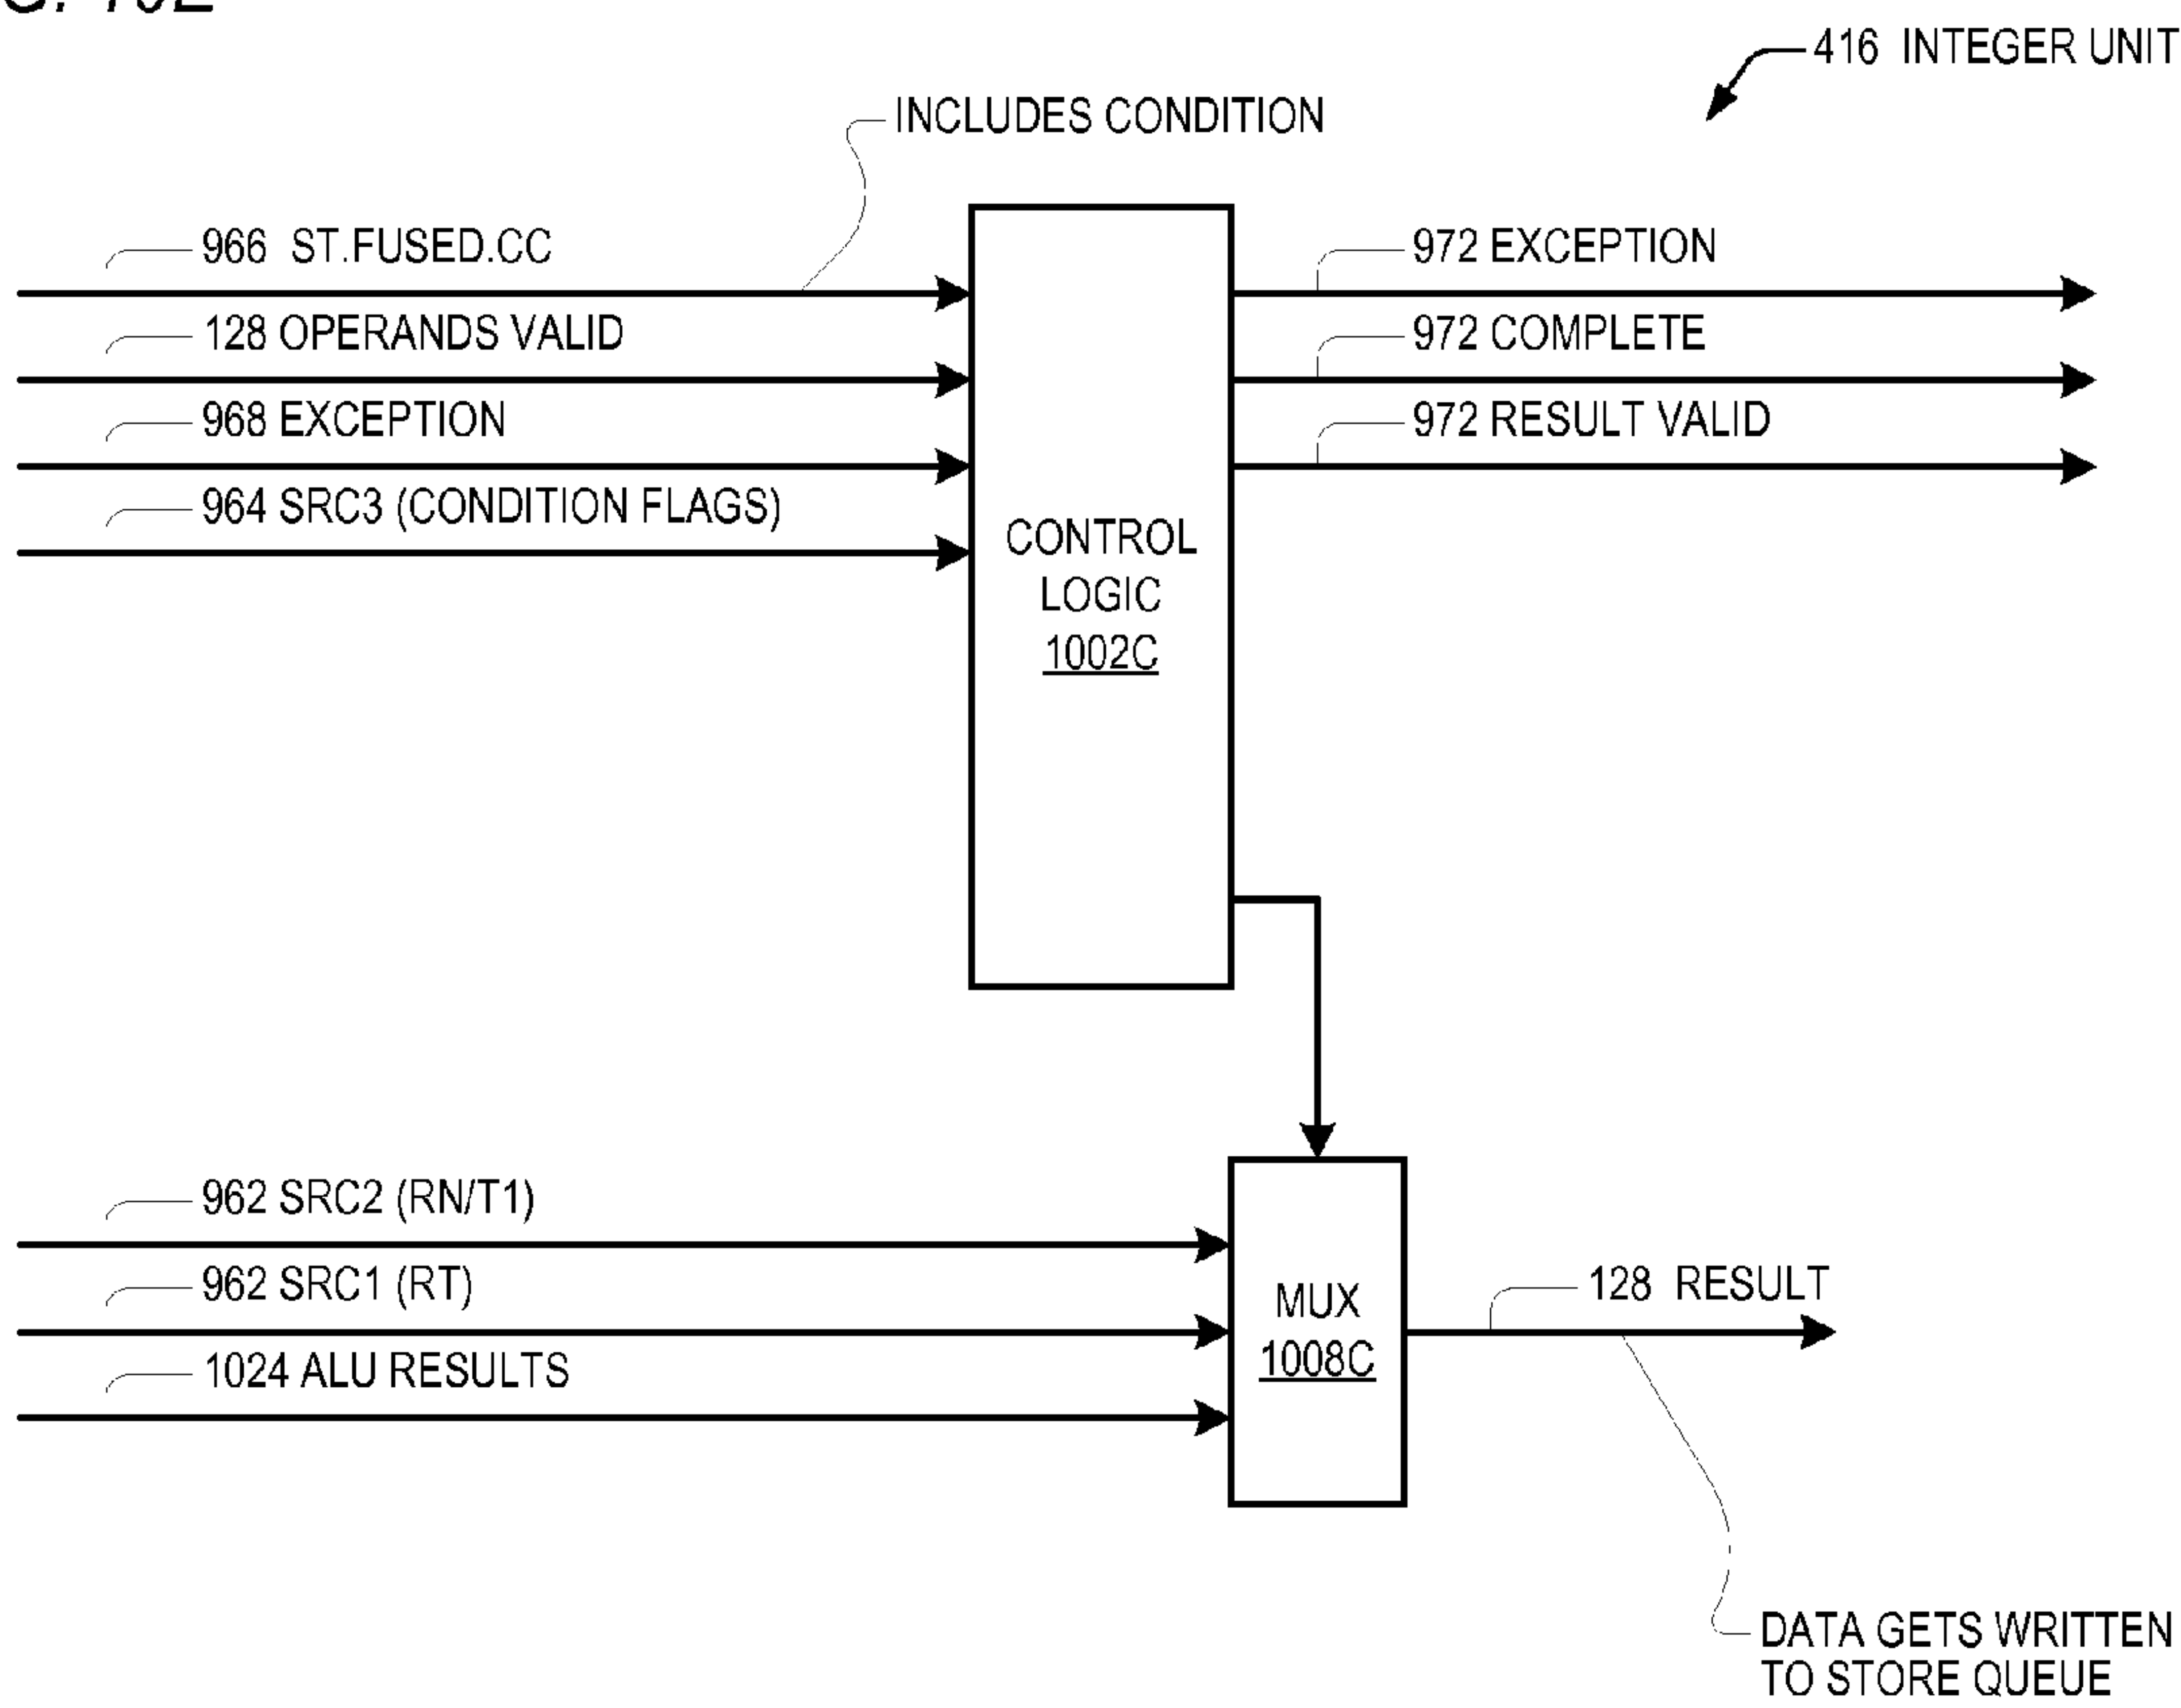 416 INTEGER UNIT
INCLUDES CONDITION
966 ST.FUSED.CC
972 EXCEPTION
128 OPERANDS VALID
972 COMPLETE
968 EXCEPTION
972 RESULT VALID
964 SRC3 (CONDITION FLAGS)
CONTROL
LOGIC
1002C
962 SRC2 (RN/T1)
962 SRC1 (RT)
1024 ALU RESULTS
MUX
1008C
128 RESULT
DATA GETS WRITTEN
TO STORE QUEUE